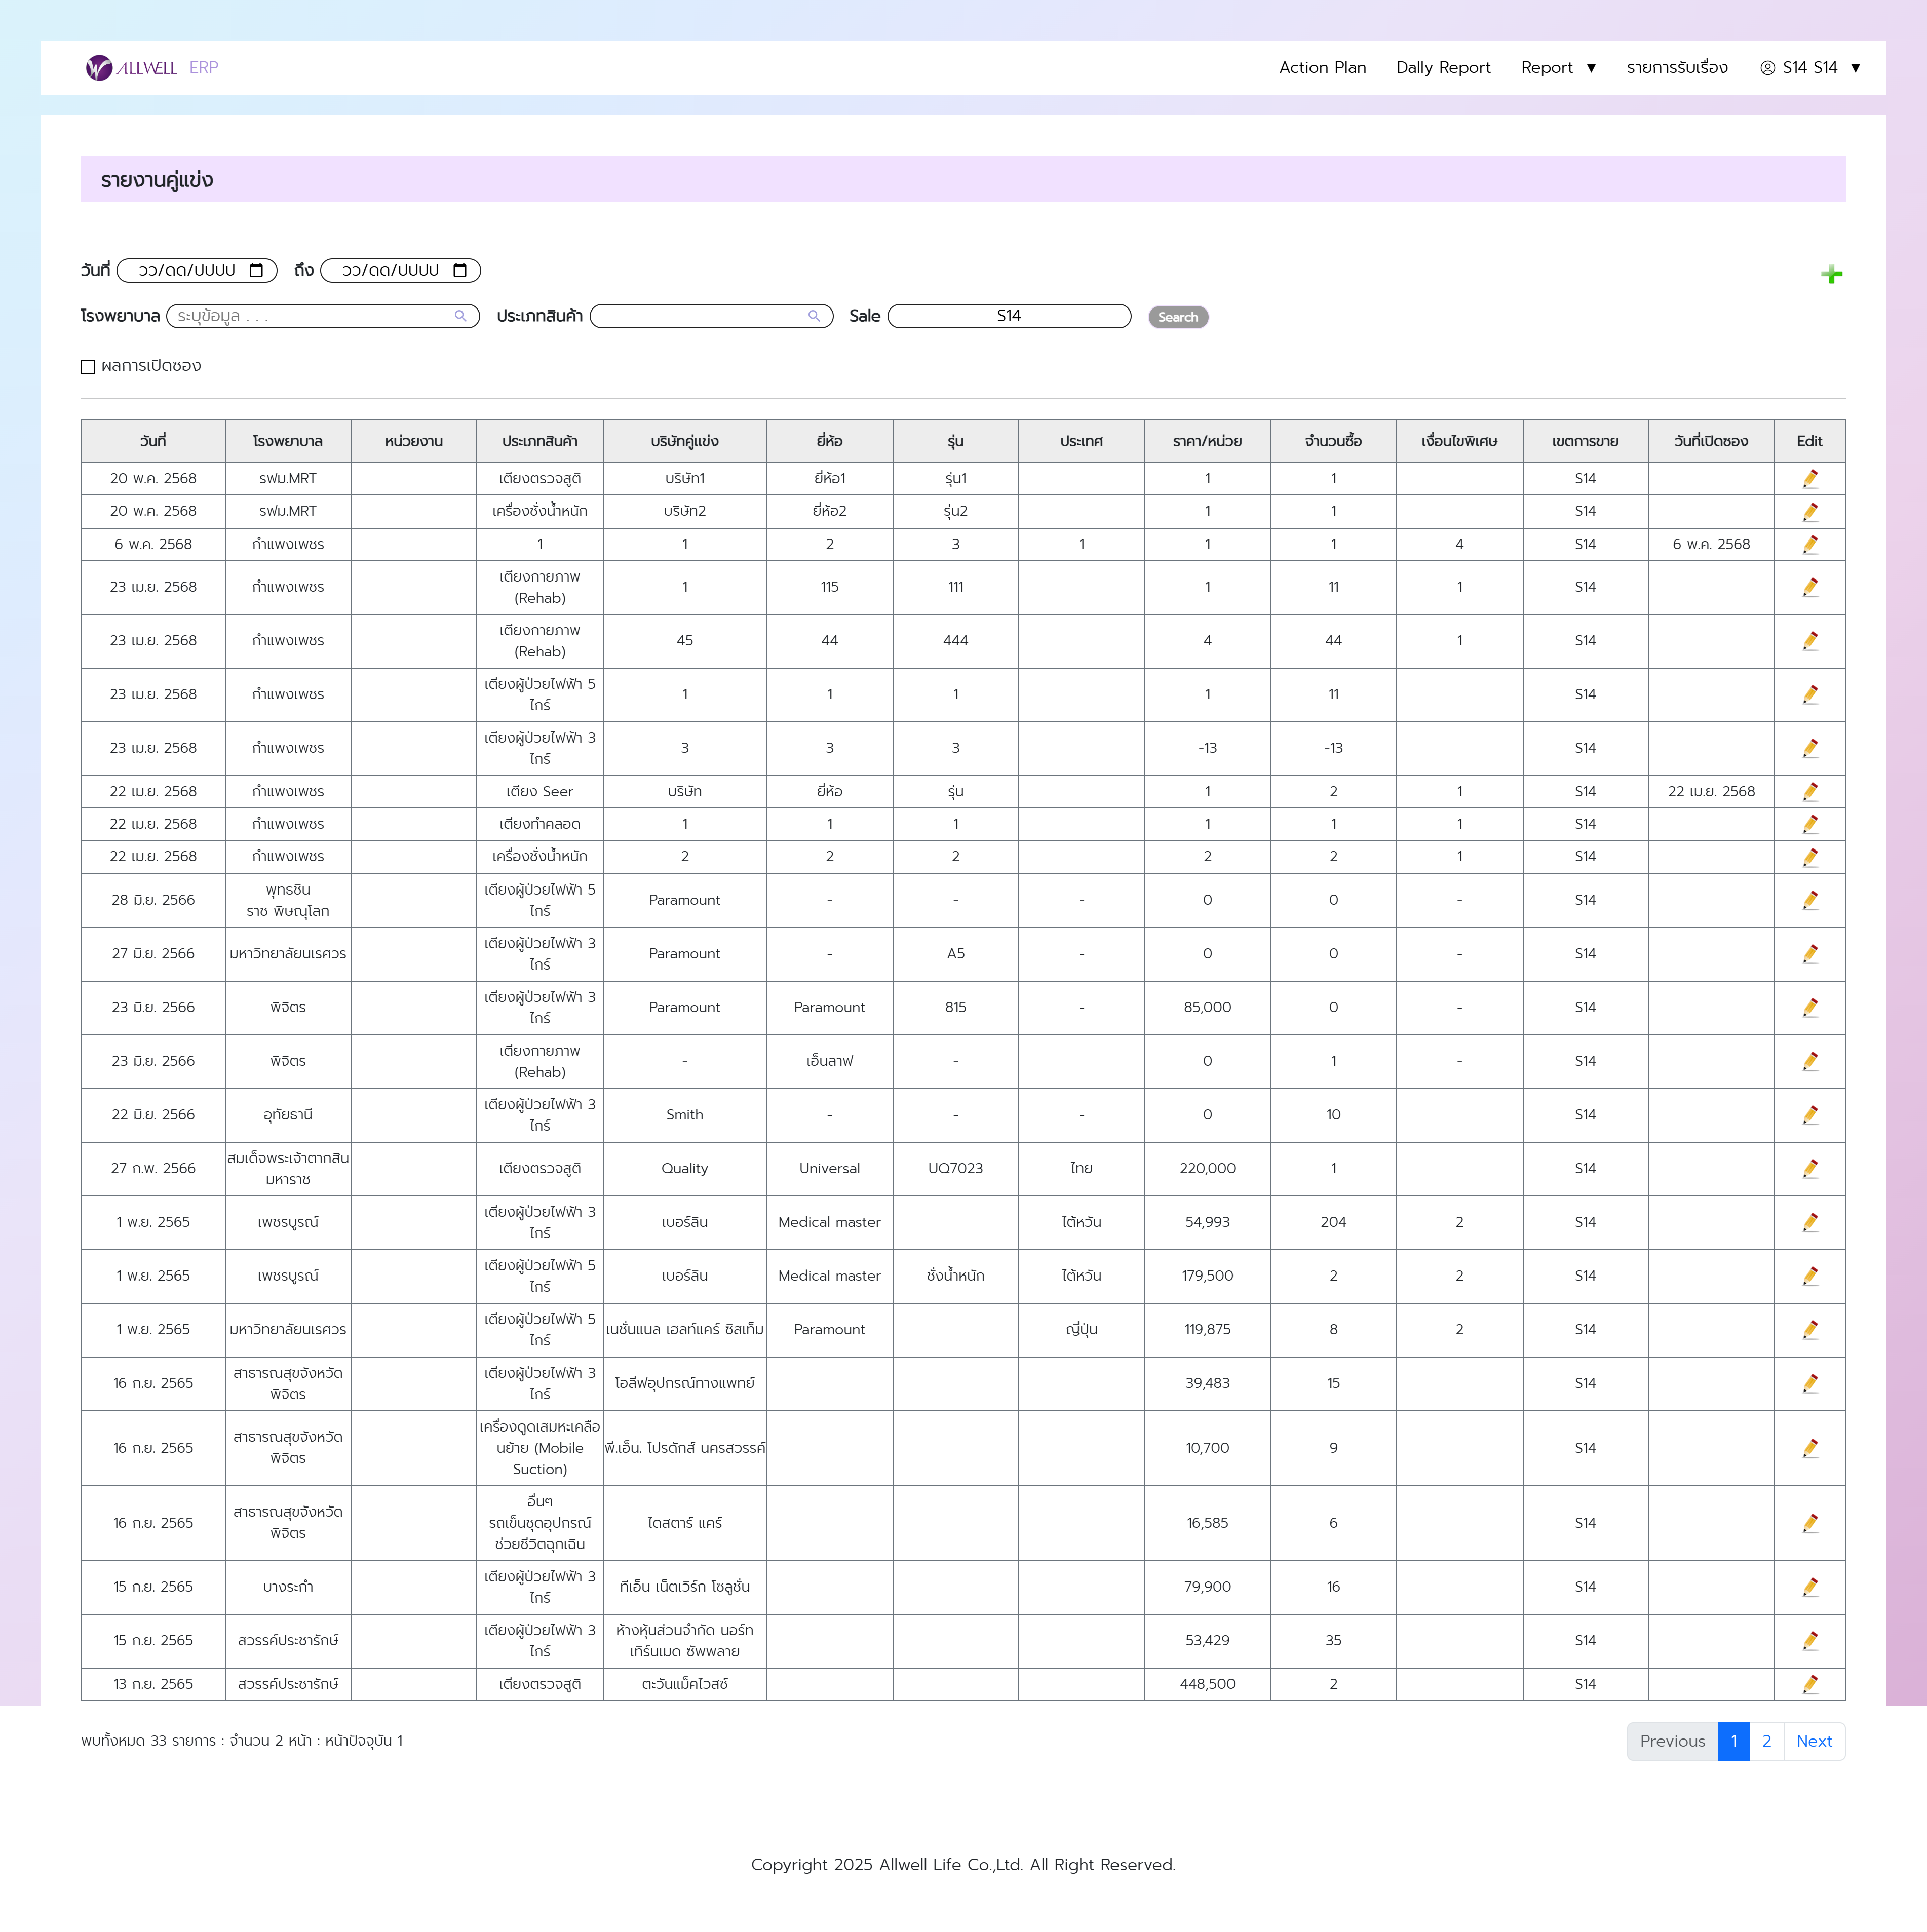 ALLWELL ERP Action Plan Dally Report Report ▼ รายการรับเรื่อง S14 S14 ▼
รายงานคู่แข่ง
วันที่ วว/ดด/ปปปป ถึง วว/ดด/ปปปป
โรงพยาบาล ระบุข้อมูล . . . ประเภทสินค้า Sale S14 Search
ผลการเปิดซอง
วันที่ โรงพยาบาล หน่วยงาน ประเภทสินค้า บริษัทคู่แข่ง ยี่ห้อ รุ่น ประเทศ ราคา/หน่วย จำนวนซื้อ เงื่อนไขพิเศษ เขตการขาย วันที่เปิดซอง Edit
20 พ.ค. 2568 รฟม.MRT เตียงตรวจสูติ บริษัท1 ยี่ห้อ1 รุ่น1 1 1 S14
20 พ.ค. 2568 รฟม.MRT เครื่องชั่งน้ำหนัก บริษัท2 ยี่ห้อ2 รุ่น2 1 1 S14
6 พ.ค. 2568 กำแพงเพชร 1 1 2 3 1 1 1 4 S14 6 พ.ค. 2568
23 เม.ย. 2568 กำแพงเพชร เตียงกายภาพ
(Rehab) 1 115 111 1 11 1 S14
23 เม.ย. 2568 กำแพงเพชร เตียงกายภาพ
(Rehab) 45 44 444 4 44 1 S14
23 เม.ย. 2568 กำแพงเพชร เตียงผู้ป่วยไฟฟ้า 5
ไกร์ 1 1 1 1 11 S14
23 เม.ย. 2568 กำแพงเพชร เตียงผู้ป่วยไฟฟ้า 3
ไกร์ 3 3 3 -13 -13 S14
22 เม.ย. 2568 กำแพงเพชร เตียง Seer บริษัท ยี่ห้อ รุ่น 1 2 1 S14 22 เม.ย. 2568
22 เม.ย. 2568 กำแพงเพชร เตียงทำคลอด 1 1 1 1 1 1 S14
22 เม.ย. 2568 กำแพงเพชร เครื่องชั่งน้ำหนัก 2 2 2 2 2 1 S14
28 มิ.ย. 2566 พุทธชิน
ราช พิษณุโลก เตียงผู้ป่วยไฟฟ้า 5
ไกร์ Paramount - - - 0 0 - S14
27 มิ.ย. 2566 มหาวิทยาลัยนเรศวร เตียงผู้ป่วยไฟฟ้า 3
ไกร์ Paramount - A5 - 0 0 - S14
23 มิ.ย. 2566 พิจิตร เตียงผู้ป่วยไฟฟ้า 3
ไกร์ Paramount Paramount 815 - 85,000 0 - S14
23 มิ.ย. 2566 พิจิตร เตียงกายภาพ
(Rehab) - เอ็นลาฟ - 0 1 - S14
22 มิ.ย. 2566 อุทัยธานี เตียงผู้ป่วยไฟฟ้า 3
ไกร์ Smith - - - 0 10 S14
27 ก.พ. 2566 สมเด็จพระเจ้าตากสิน
มหาราช เตียงตรวจสูติ Quality Universal UQ7023 ไทย 220,000 1 S14
1 พ.ย. 2565 เพชรบูรณ์ เตียงผู้ป่วยไฟฟ้า 3
ไกร์ เบอร์ลิน Medical master ไต้หวัน 54,993 204 2 S14
1 พ.ย. 2565 เพชรบูรณ์ เตียงผู้ป่วยไฟฟ้า 5
ไกร์ เบอร์ลิน Medical master ชั่งน้ำหนัก ไต้หวัน 179,500 2 2 S14
1 พ.ย. 2565 มหาวิทยาลัยนเรศวร เตียงผู้ป่วยไฟฟ้า 5
ไกร์ เนชั่นแนล เฮลท์แคร์ ซิสเท็ม Paramount ญี่ปุ่น 119,875 8 2 S14
16 ก.ย. 2565 สาธารณสุขจังหวัด
พิจิตร เตียงผู้ป่วยไฟฟ้า 3
ไกร์ โอลีฟอุปกรณ์ทางแพทย์ 39,483 15 S14
16 ก.ย. 2565 สาธารณสุขจังหวัด
พิจิตร เครื่องดูดเสมหะเคลื่อ
นย้าย (Mobile
Suction) พี.เอ็น. โปรดักส์ นครสวรรค์ 10,700 9 S14
16 ก.ย. 2565 สาธารณสุขจังหวัด
พิจิตร อื่นๆ
รถเข็นชุดอุปกรณ์
ช่วยชีวิตฉุกเฉิน ไดสตาร์ แคร์ 16,585 6 S14
15 ก.ย. 2565 บางระกำ เตียงผู้ป่วยไฟฟ้า 3
ไกร์ ทีเอ็น เน็ตเวิร์ก โซลูชั่น 79,900 16 S14
15 ก.ย. 2565 สวรรค์ประชารักษ์ เตียงผู้ป่วยไฟฟ้า 3
ไกร์ ห้างหุ้นส่วนจำกัด นอร์ท
เทิร์นเมด ซัพพลาย 53,429 35 S14
13 ก.ย. 2565 สวรรค์ประชารักษ์ เตียงตรวจสูติ ตะวันแม็คไวสซ์ 448,500 2 S14
พบทั้งหมด 33 รายการ : จำนวน 2 หน้า : หน้าปัจจุบัน 1 Previous 1 2 Next
Copyright 2025 Allwell Life Co.,Ltd. All Right Reserved.